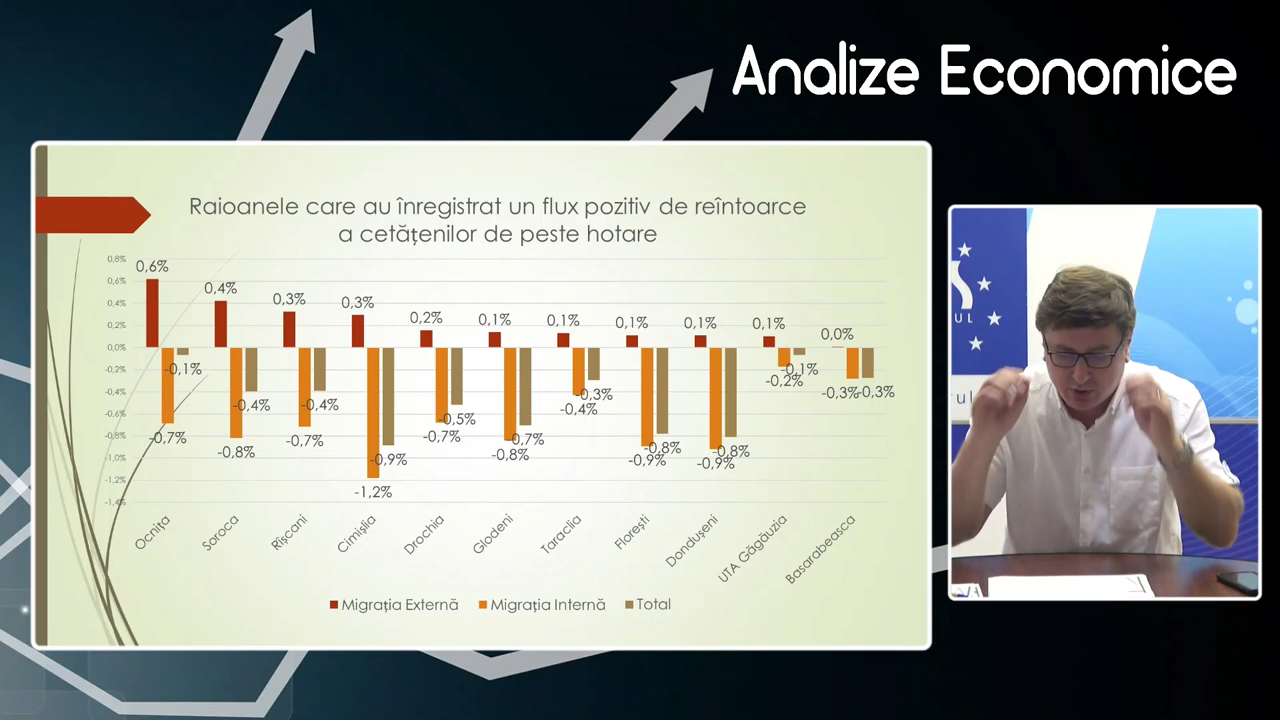 Analize Economice
Raioanele care au înregistrat un flux pozitiv de reîntoarce
a cetățenilor de peste hotare
0,8%
0,6%
0,4%
0,2%
0,0%
-0,2%
-0,4%
-0,6%
-0,8%
-1,0%
-1,2%
-1,4%
0,6% 0,4% 0,3% 0,3% 0,2% 0,1% 0,1% 0,1% 0,1% 0,1% 0,0%
-0,7% -0,8% -0,7% -1,2% -0,7% -0,8% -0,4% -0,9% -0,9% -0,2% -0,3%
-0,1% -0,4% -0,4% -0,9% -0,5% -0,7% -0,3% -0,8% -0,8% -0,1% -0,3%
Ocnița Soroca Rîșcani Cimișlia Drochia Glodeni Taraclia Florești Dondușeni UTA Găgăuzia Basarabeasca
Migrația Externă Migrația Internă Total
UL